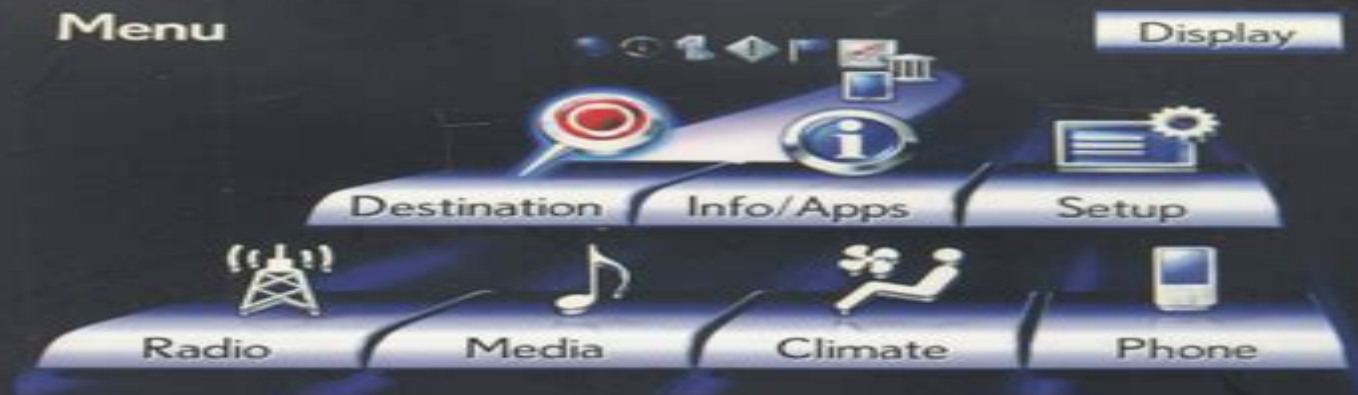 Menu
Display
Destination
Info/Apps
Setup
Radio
Media
Climate
Phone